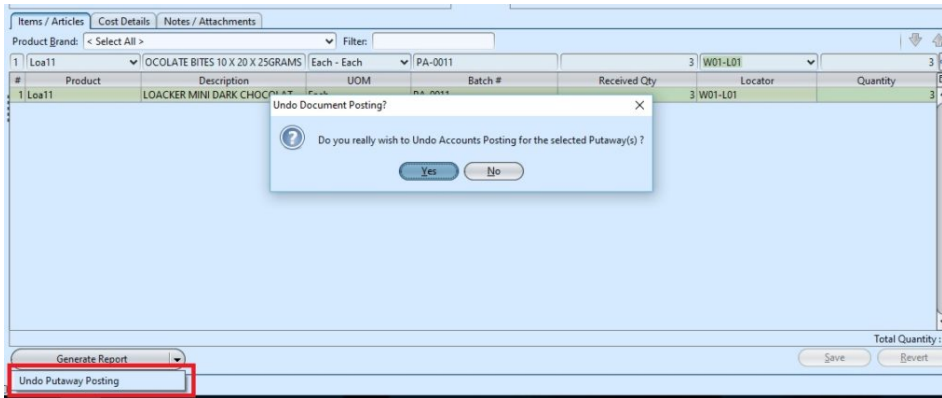 Items / Articles Cost Details Notes / Attachments
Product Brand: < Select All > Filter:
1 Loa11 OCOLATE BITES 10 X 20 X 25GRAMS Each - Each PA-0011 3 W01-L01 3
# Product Description UOM Batch # Received Qty Locator Quantity
1 Loa11 LOACKER MINI DARK CHOCOLAT Each PA-0011 3 W01-L01 3
Undo Document Posting?
Do you really wish to Undo Accounts Posting for the selected Putaway(s) ?
Yes No
Total Quantity :
Generate Report Save Revert
Undo Putaway Posting